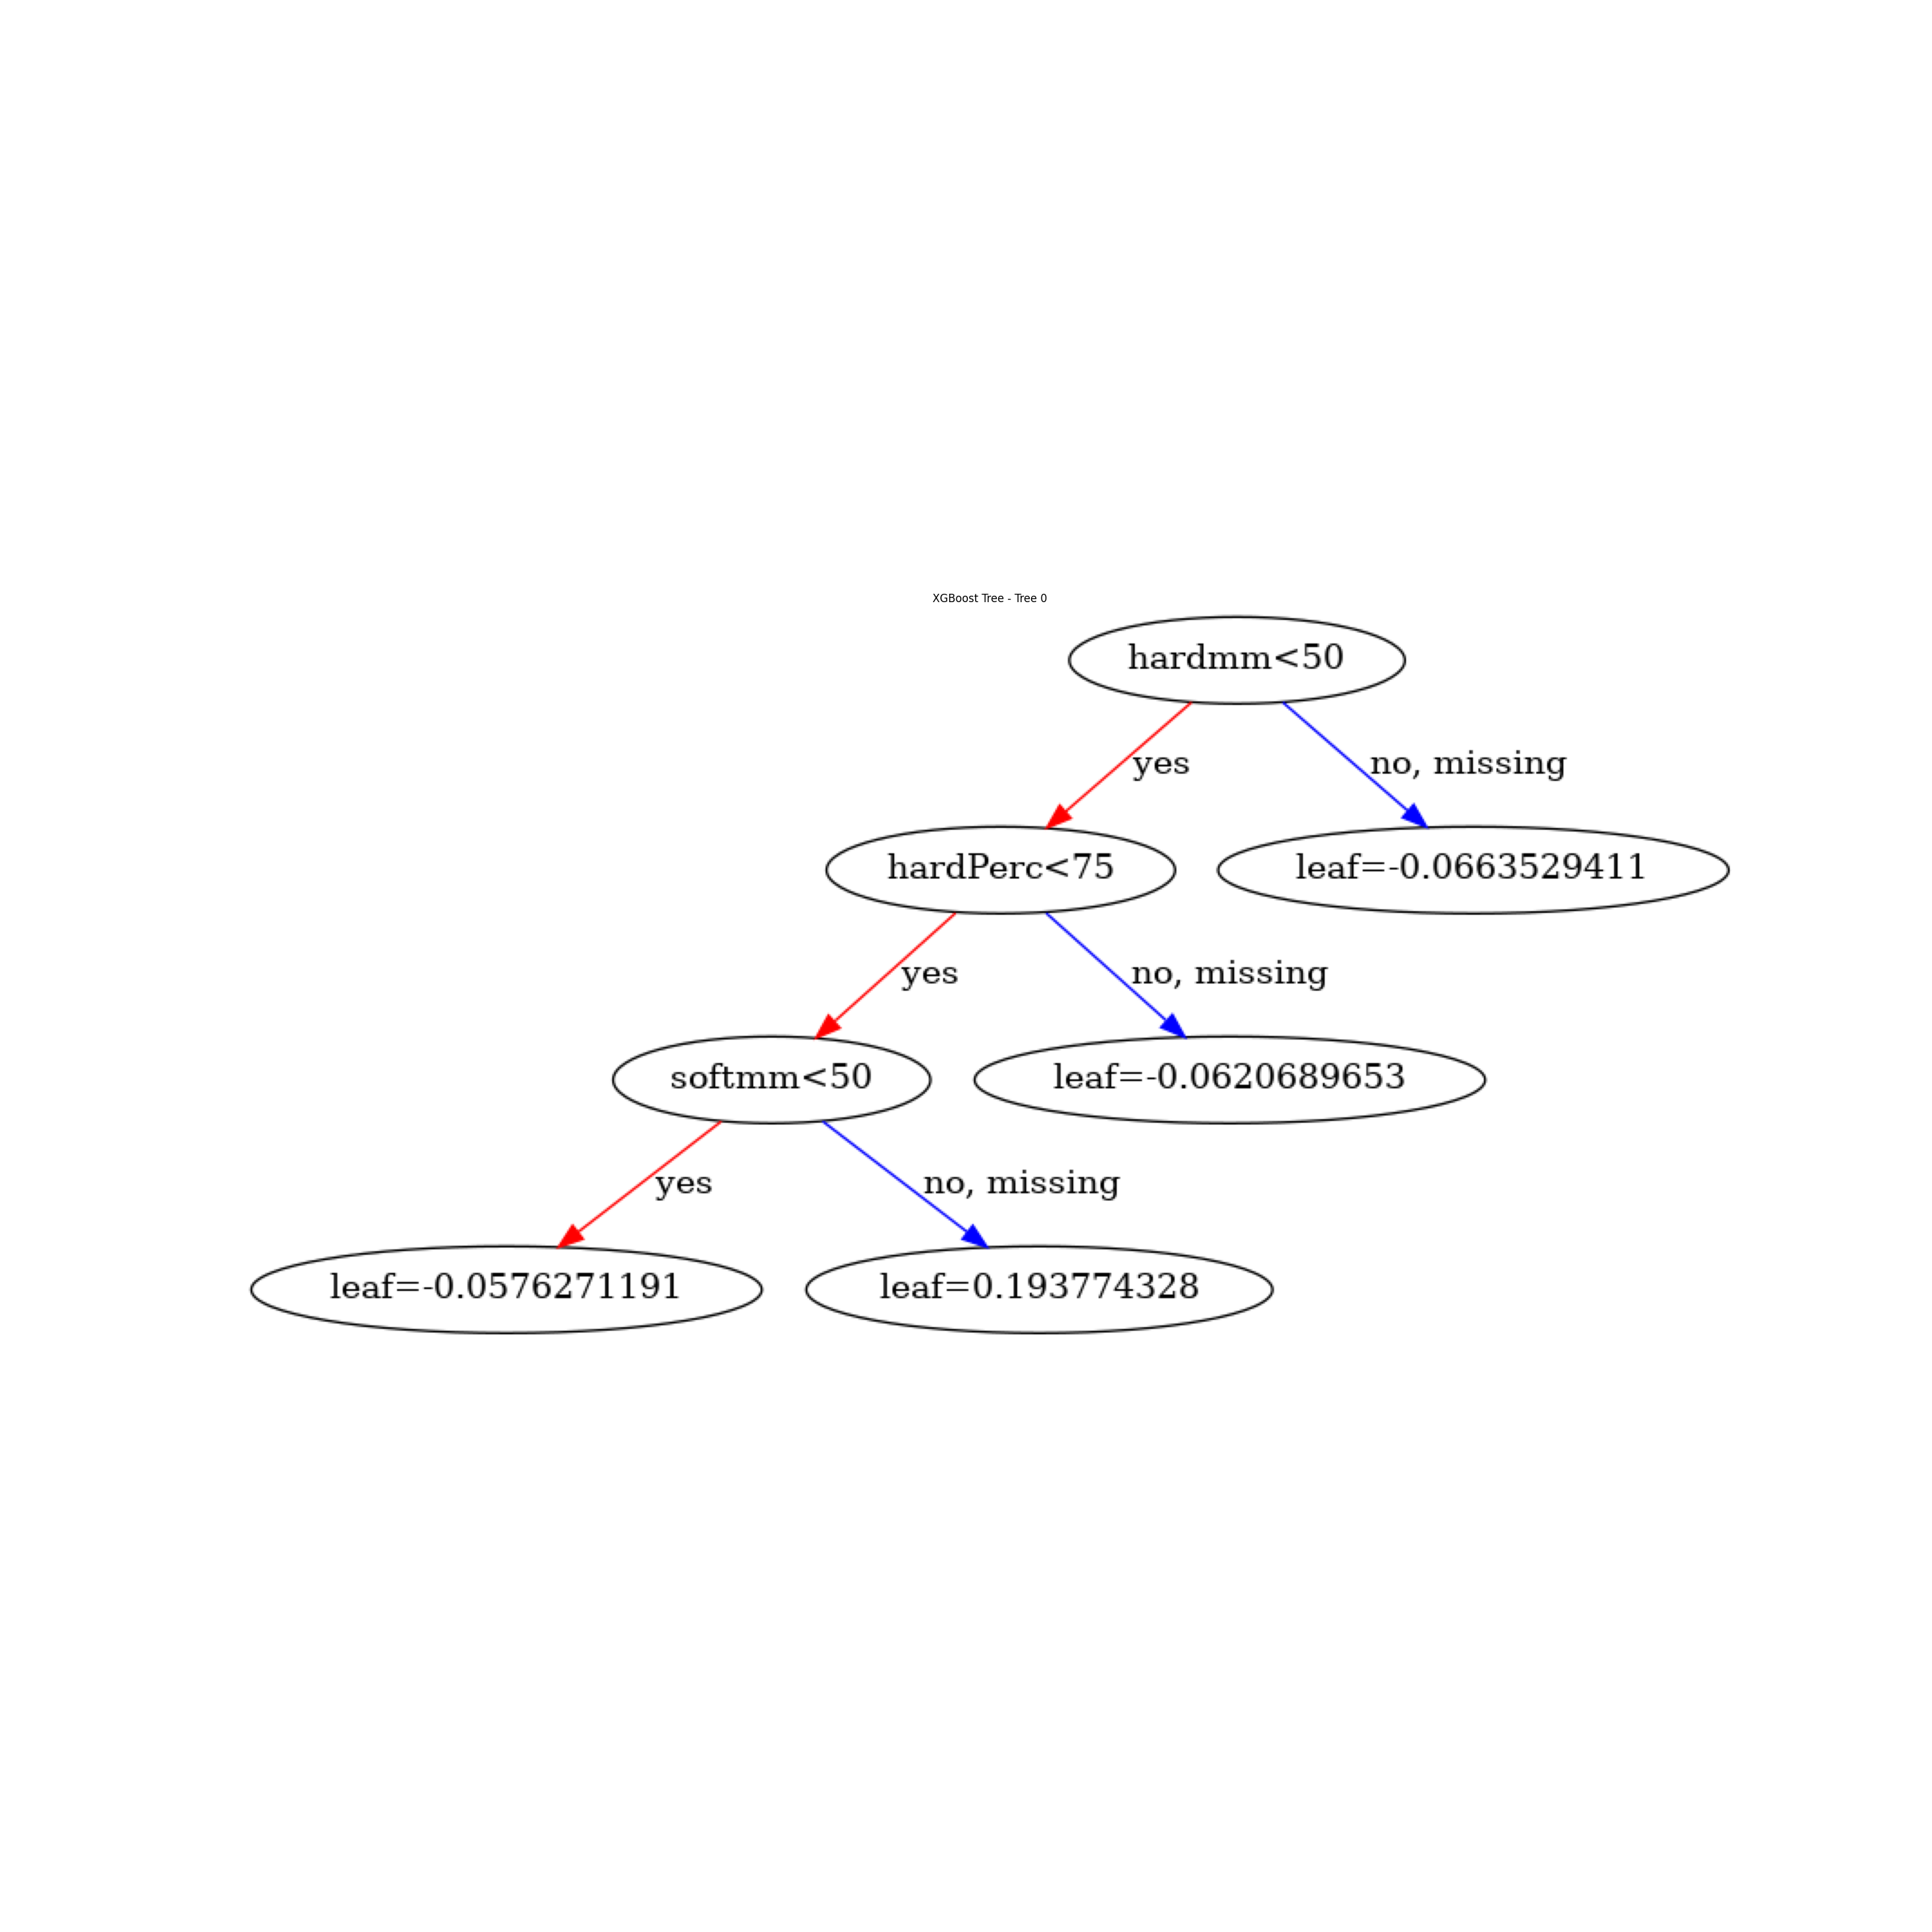 XGBoost Tree - Tree 0
hardmm<50
yes
no, missing
hardPerc<75
leaf=-0.0663529411
yes
no, missing
softmm<50
leaf=-0.0620689653
yes
no, missing
leaf=-0.0576271191
leaf=0.193774328